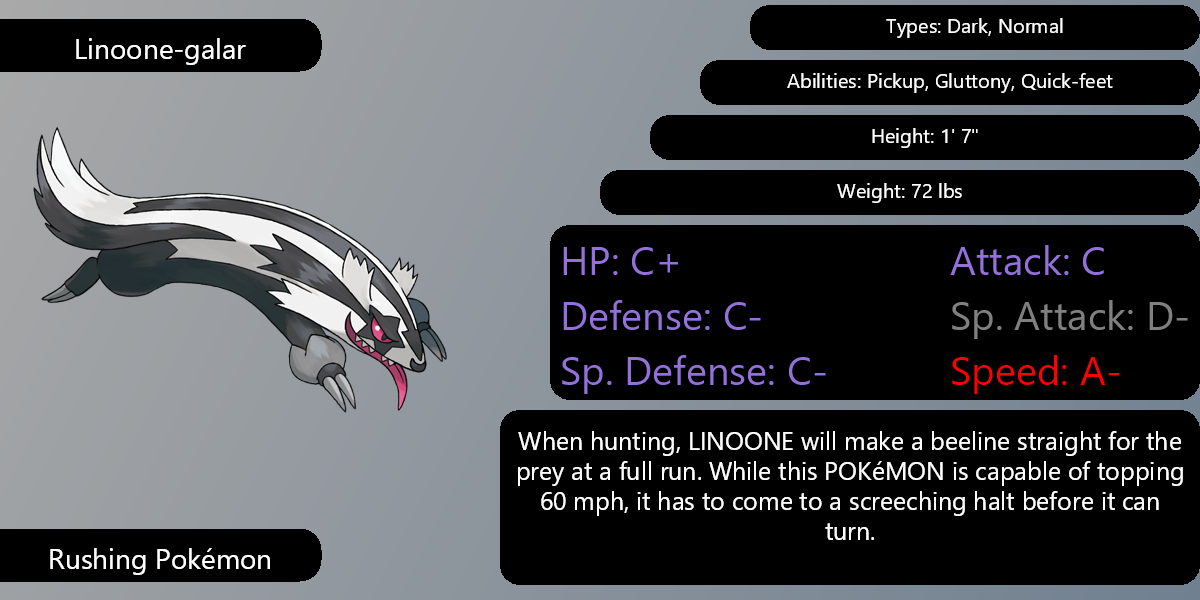 Linoone-galar
Types: Dark, Normal
Abilities: Pickup, Gluttony, Quick-feet
Height: 1' 7"
Weight: 72 lbs
HP: C+
Attack: C
Defense: C-
Sp. Attack: D-
Sp. Defense: C-
Speed: A-
When hunting, LINOONE will make a beeline straight for the
prey at a full run. While this POKéMON is capable of topping
60 mph, it has to come to a screeching halt before it can
turn.
Rushing Pokémon